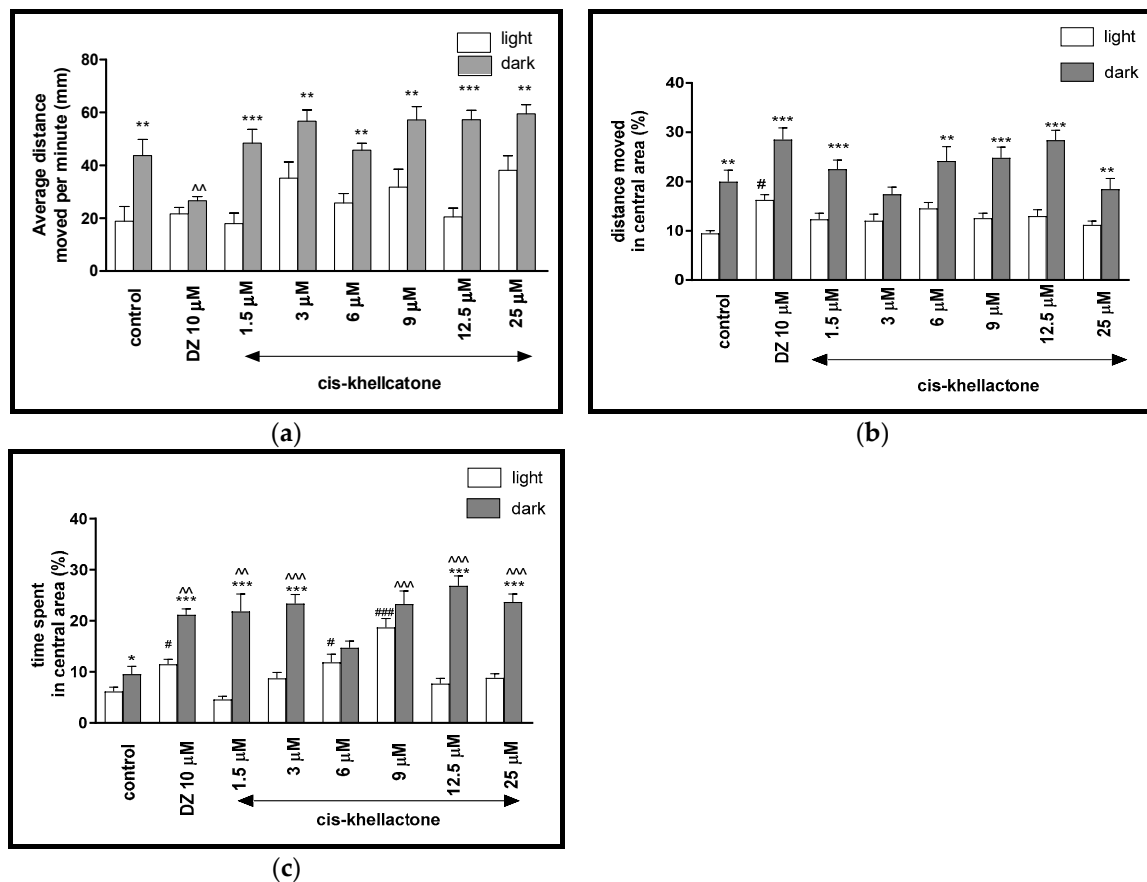 light
dark
Average distance
moved per minute (mm)
80
60
40
20
0
** ^^ *** ** ** ** *** **
control
DZ 10 μM
1.5 μM
3 μM
6 μM
9 μM
12.5 μM
25 μM
cis-khellcatone
(a)
light
dark
distance moved
in central area (%)
40
30
20
10
0
** # *** *** ** *** *** **
control
DZ 10 μM
1.5 μM
3 μM
6 μM
9 μM
12.5 μM
25 μM
cis-khellactone
(b)
light
dark
time spent
in central area (%)
40
30
20
10
0
^^ ^^ ^^^ ^^^ ^^^ ^^^
* # *** *** *** # ### *** ***
control
DZ 10 μM
1.5 μM
3 μM
6 μM
9 μM
12.5 μM
25 μM
cis-khellactone
(c)